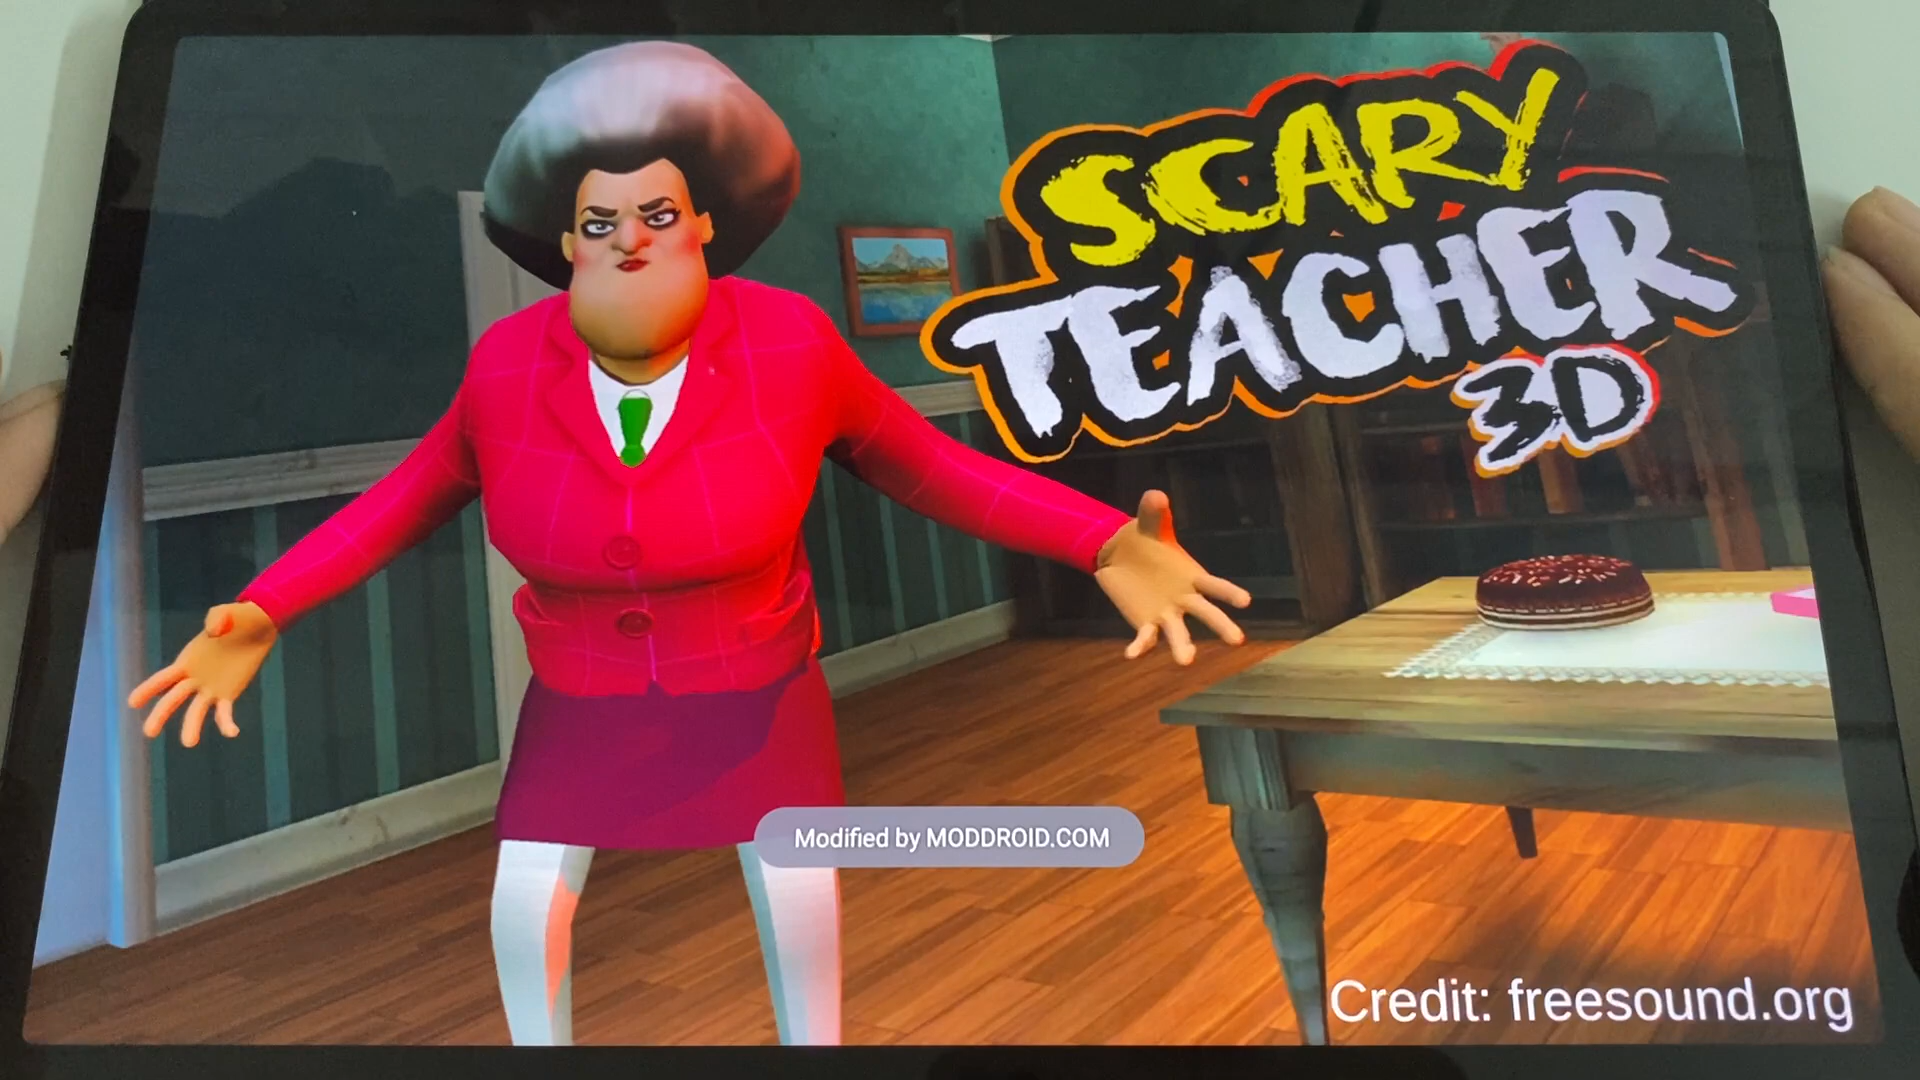 SCARY
TEACHER
3D
Modified by MODDROID.COM
Credit: freesound.org